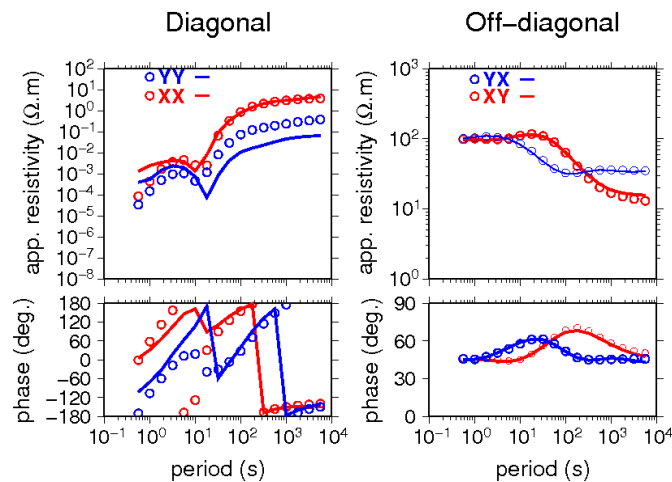 Diagonal
Off-diagonal
app. resistivity (Ω.m)
10²
10¹
10⁰
10⁻¹
10⁻²
10⁻³
10⁻⁴
10⁻⁵
10⁻⁶
10⁻⁷
10⁻⁸
YY
XX
app. resistivity (Ω.m)
10³
10²
10¹
10⁰
YX
XY
phase (deg.)
180
120
60
0
-60
-120
-180
10⁻¹ 10⁰ 10¹ 10² 10³ 10⁴
period (s)
phase (deg.)
90
60
30
0
10⁻¹ 10⁰ 10¹ 10² 10³ 10⁴
period (s)